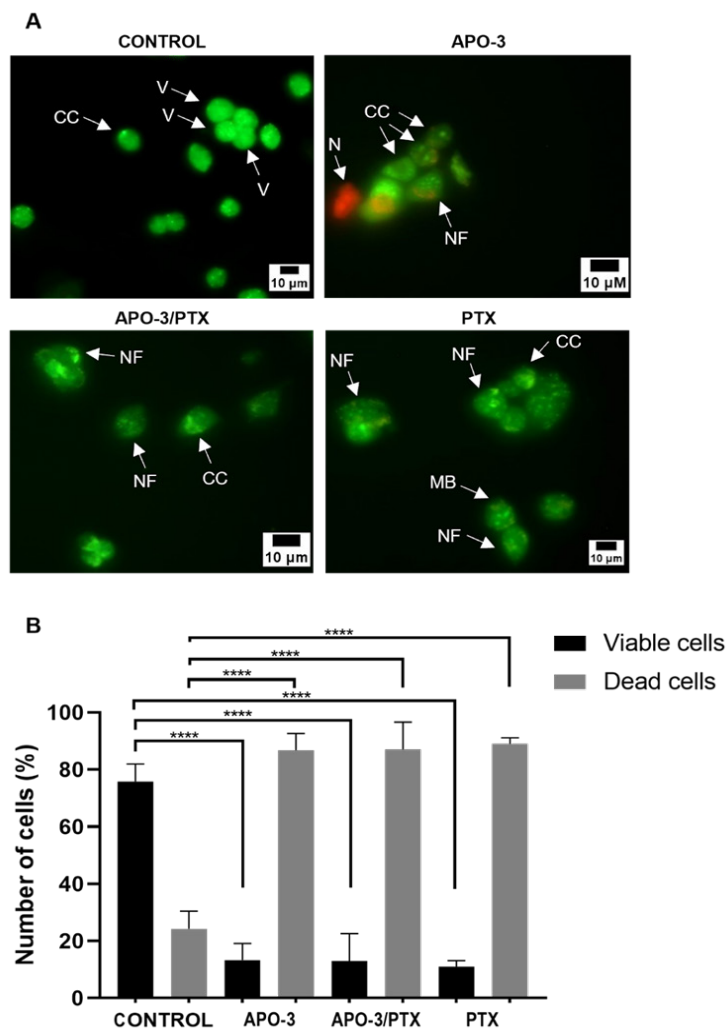 A
CONTROL
V
CC
V
V
10 µm
APO-3
CC
N
NF
10 µM
APO-3/PTX
NF
NF
CC
10 µm
PTX
NF
NF
CC
MB
NF
10 µm
B
****
****
****
****
****
****
Viable cells
Dead cells
Number of cells (%)
100
80
60
40
20
0
CONTROL APO-3 APO-3/PTX PTX